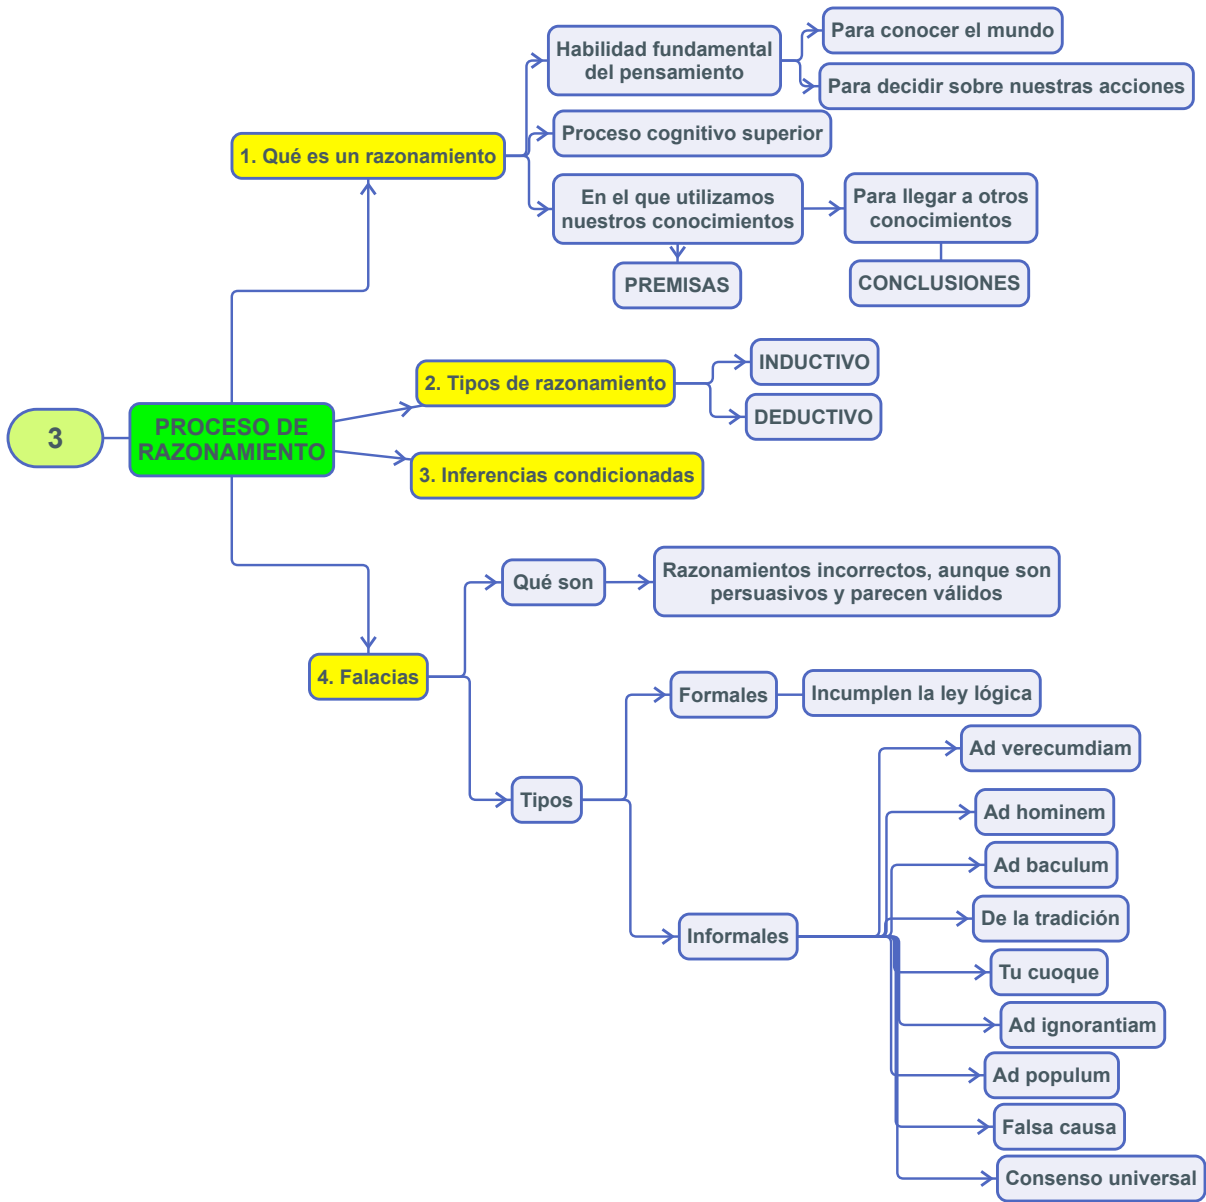 3
PROCESO DE
RAZONAMIENTO
1. Qué es un razonamiento
Habilidad fundamental
del pensamiento
Para conocer el mundo
Para decidir sobre nuestras acciones
Proceso cognitivo superior
En el que utilizamos
nuestros conocimientos
PREMISAS
Para llegar a otros
conocimientos
CONCLUSIONES
2. Tipos de razonamiento
INDUCTIVO
DEDUCTIVO
3. Inferencias condicionadas
4. Falacias
Qué son
Razonamientos incorrectos, aunque son
persuasivos y parecen válidos
Tipos
Formales
Incumplen la ley lógica
Informales
Ad verecumdiam
Ad hominem
Ad baculum
De la tradición
Tu cuoque
Ad ignorantiam
Ad populum
Falsa causa
Consenso universal